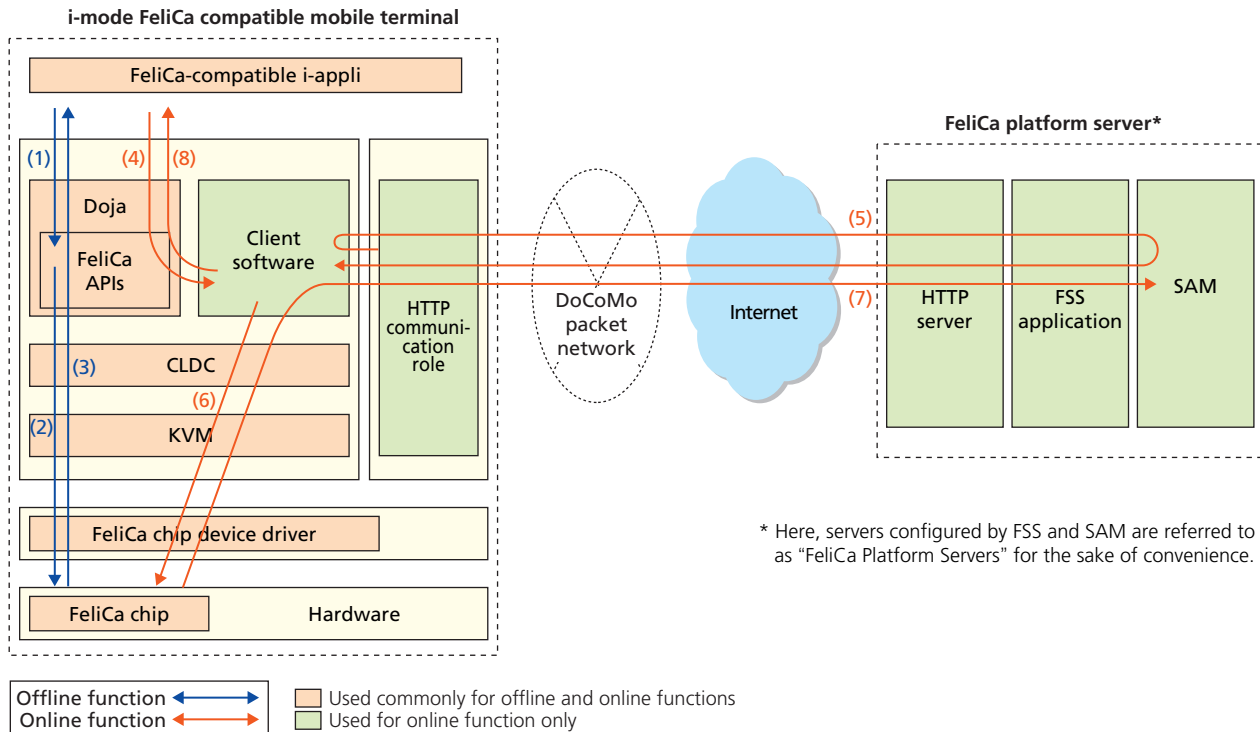 i-mode FeliCa compatible mobile terminal
FeliCa-compatible i-appli
FeliCa platform server*
(1)
(4)
(8)
Doja
FeliCa
APIs
Client
software
HTTP
communi-
cation
role
(5)
(7)
DoCoMo
packet
network
Internet
HTTP
server
FSS
application
SAM
CLDC
(3)
(6)
(2)
KVM
FeliCa chip device driver
FeliCa chip
Hardware
* Here, servers configured by FSS and SAM are referred to
as “FeliCa Platform Servers” for the sake of convenience.
Offline function
Online function
Used commonly for offline and online functions
Used for online function only